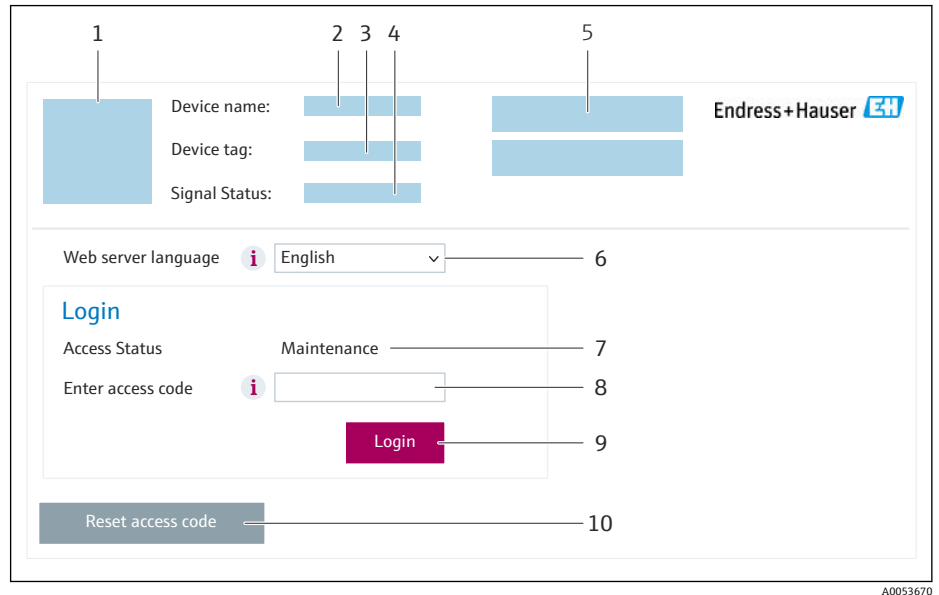 1 2 3 4 5
Device name:
Endress+Hauser EH
Device tag:
Signal Status:
Web server language i English 6
Login
Access Status Maintenance 7
Enter access code i 8
Login 9
Reset access code 10
A0053670